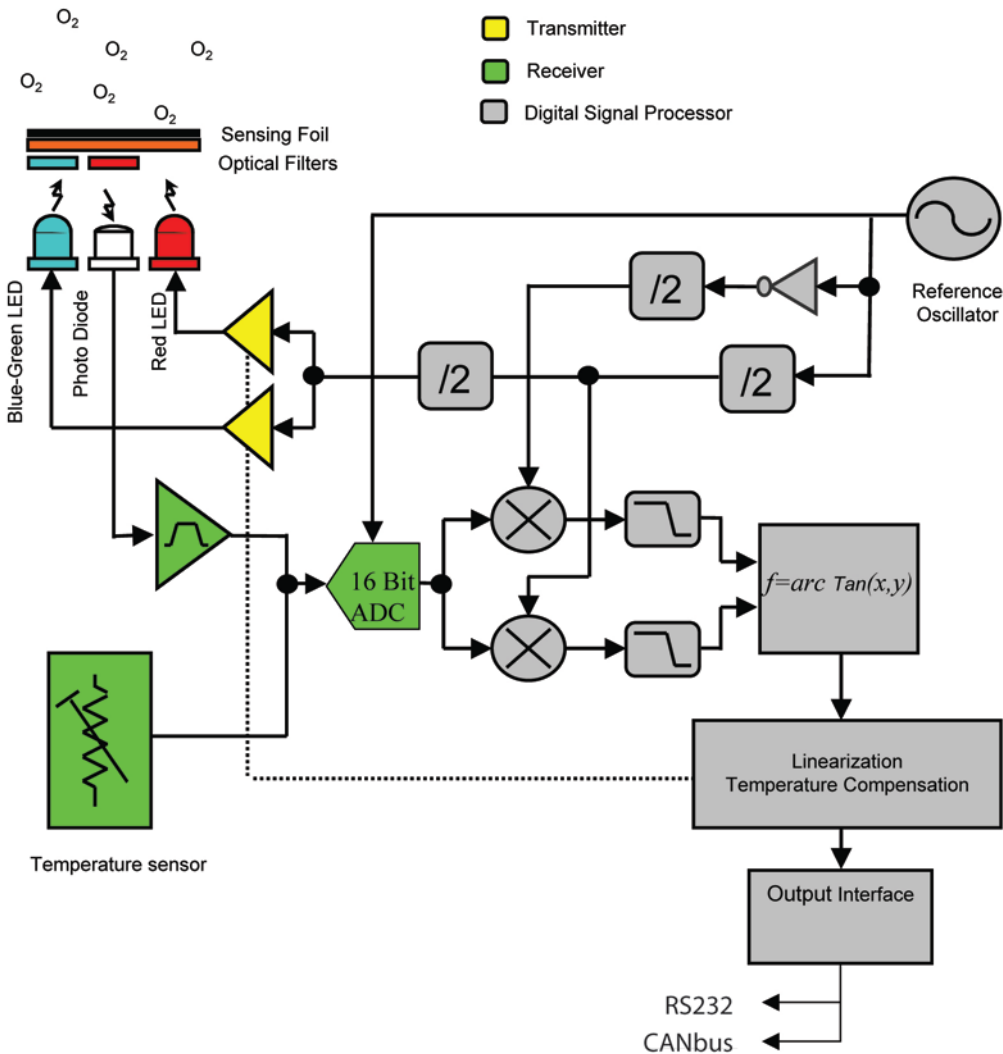 O2
O2
O2
O2
O2
O2
Transmitter
Receiver
Digital Signal Processor
Sensing Foil
Optical Filters
Blue-Green LED
Photo Diode
Red LED
Reference
Oscillator
/2
/2
/2
16 Bit
ADC
f=arc Tan(x,y)
Linearization
Temperature Compensation
Temperature sensor
Output Interface
RS232
CANbus